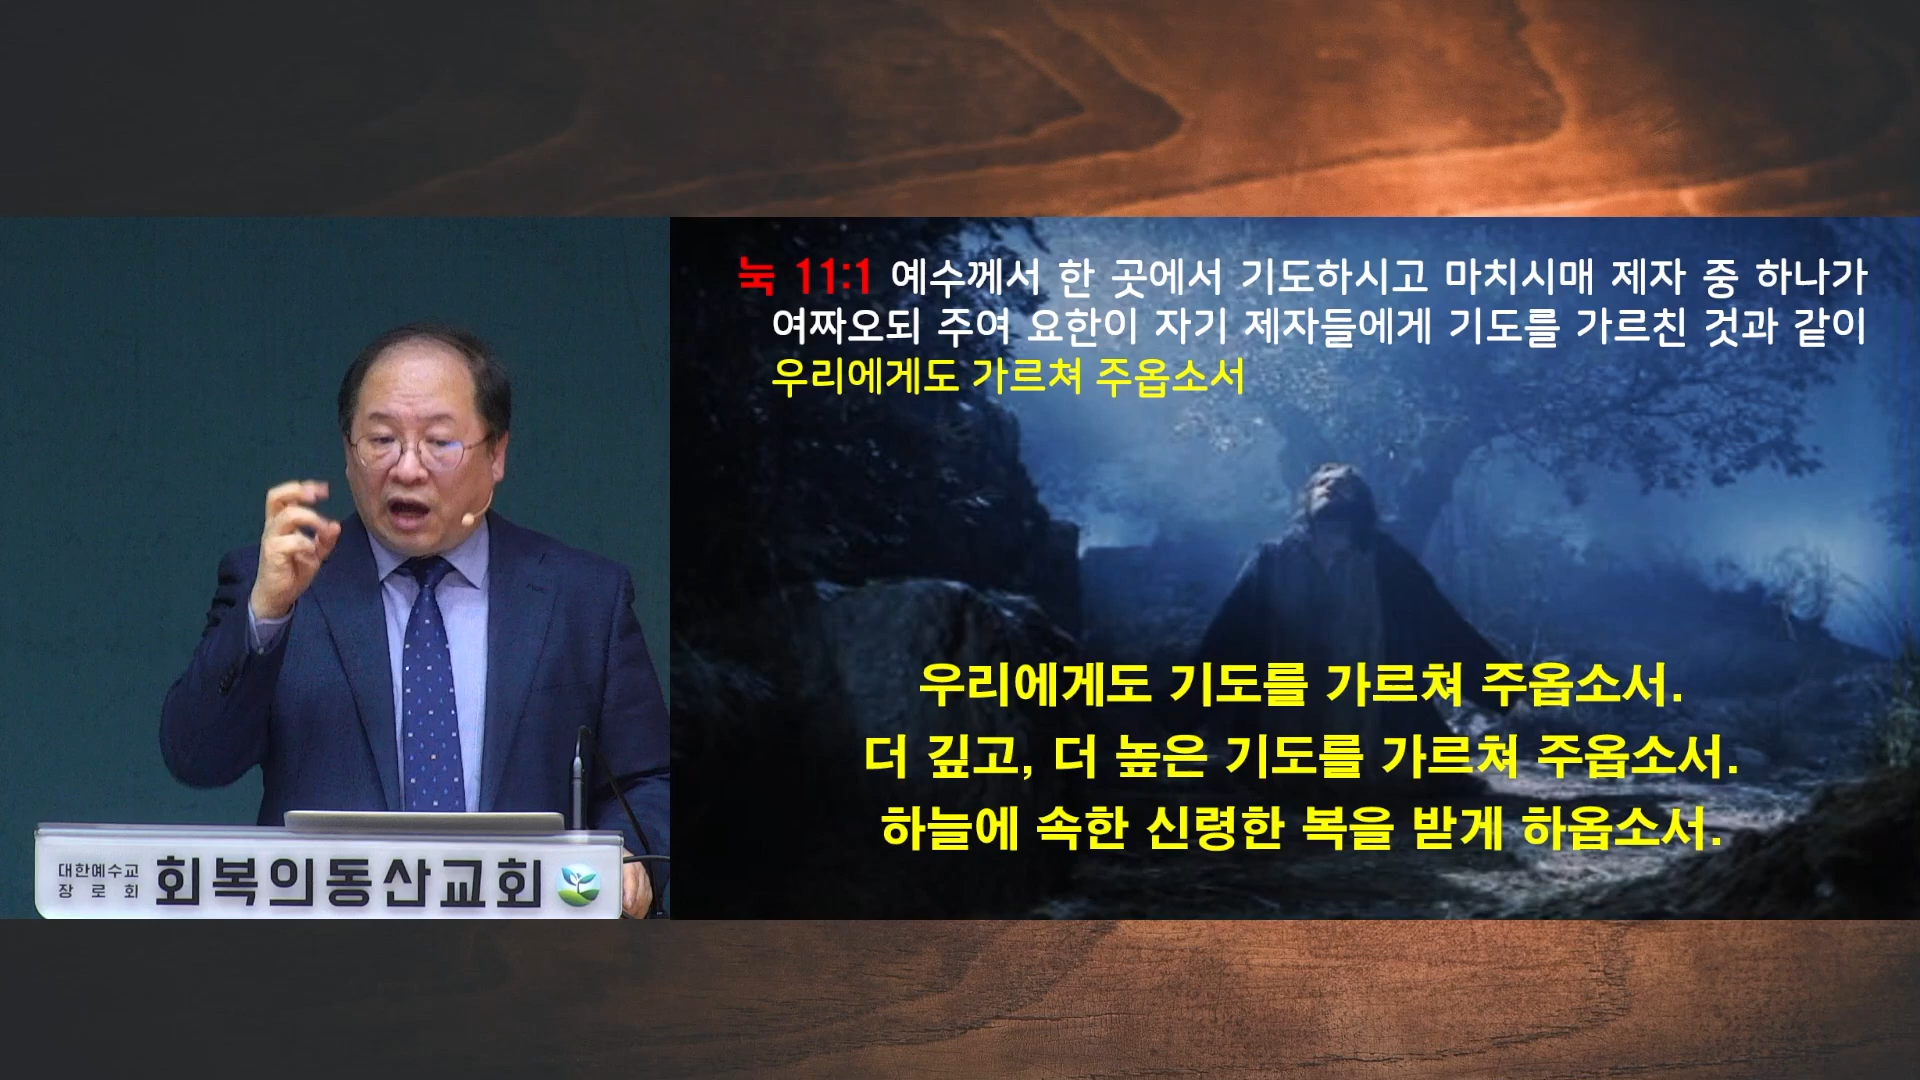 눅 11:1 예수께서 한 곳에서 기도하시고 마치시매 제자 중 하나가
여짜오되 주여 요한이 자기 제자들에게 기도를 가르친 것과 같이
우리에게도 가르쳐 주옵소서
우리에게도 기도를 가르쳐 주옵소서.
더 깊고, 더 높은 기도를 가르쳐 주옵소서.
하늘에 속한 신령한 복을 받게 하옵소서.
대한예수교
장로회
회복의동산교회